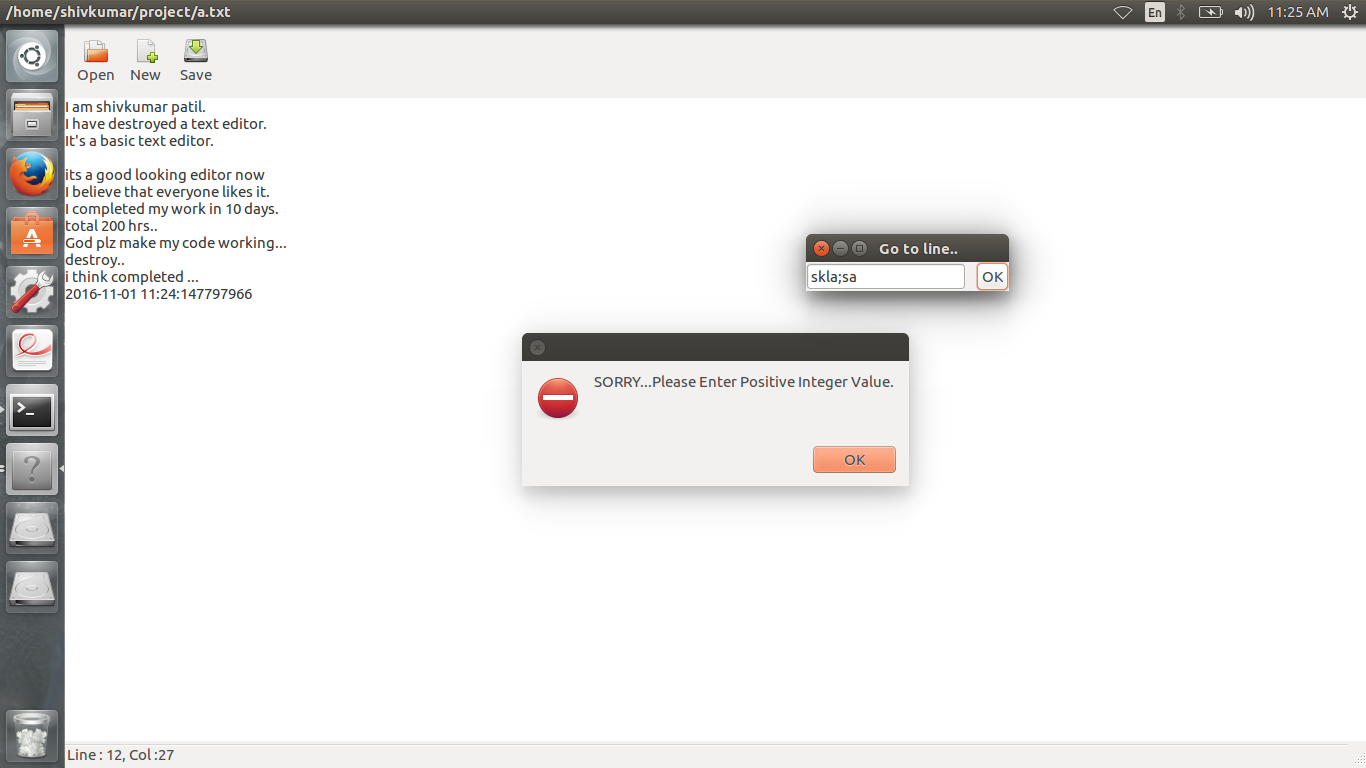 /home/shivkumar/project/a.txt
En
11:25 AM
Open New Save
I am shivkumar patil.
I have destroyed a text editor.
It's a basic text editor.
its a good looking editor now
I believe that everyone likes it.
I completed my work in 10 days.
total 200 hrs..
God plz make my code working...
destroy..
i think completed ...
2016-11-01 11:24:147797966
Go to line..
skla;sa OK
SORRY...Please Enter Positive Integer Value.
OK
Line : 12, Col :27